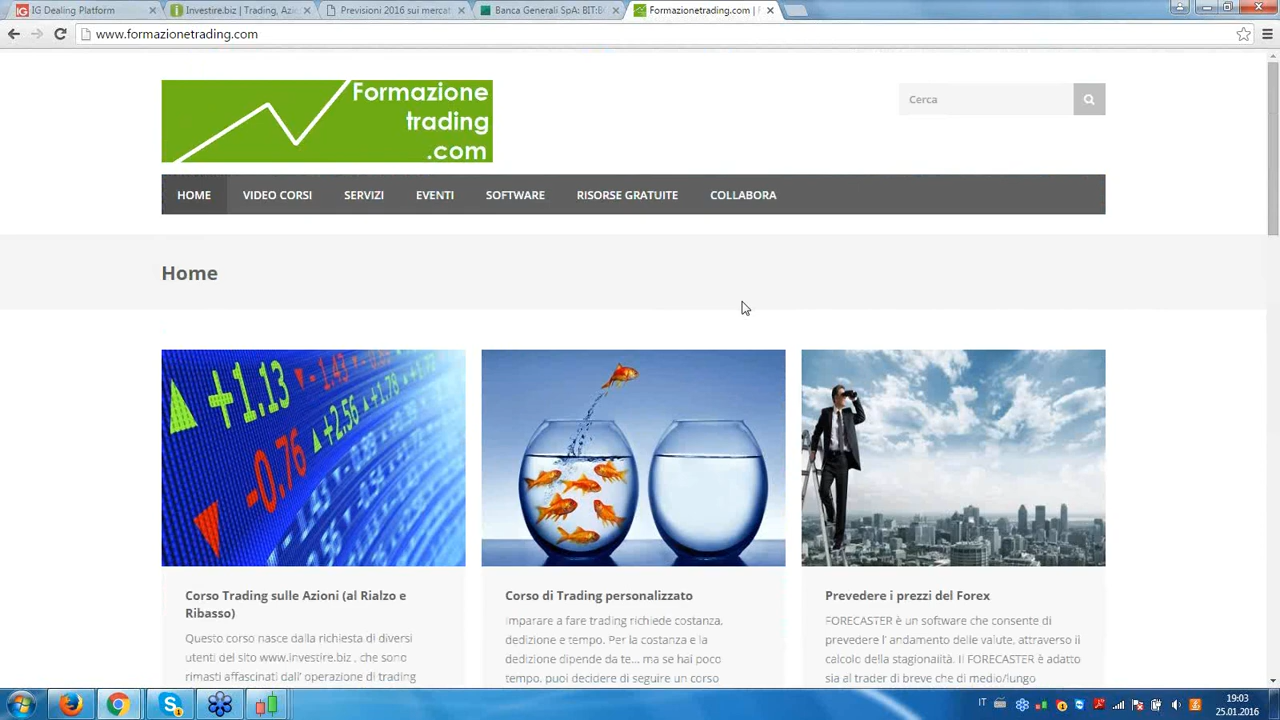 IG Dealing Platform
Investire.biz | Trading, Azi
Previsioni 2016 sui mercat
Banca Generali SpA: BIT:B
Formazionetrading.com |
www.formazionetrading.com
Formazione
trading
.com
Cerca
HOME VIDEO CORSI SERVIZI EVENTI SOFTWARE RISORSE GRATUITE COLLABORA
Home
+1.13
-0.76
+2.56
+1.78
Corso Trading sulle Azioni (al Rialzo e
Ribasso)
Questo corso nasce dalla richiesta di diversi
utenti del sito www.investire.biz , che sono
rimasti affascinati dall' operazione di trading
Corso di Trading personalizzato
Imparare a fare trading richiede costanza,
dedizione e tempo. Per la costanza e la
dedizione dipende da te... ma se hai poco
tempo, puoi decidere di seguire un corso
Prevedere i prezzi del Forex
FORECASTER è un software che consente di
prevedere l' andamento delle valute, attraverso il
calcolo della stagionalità. Il FORECASTER è adatto
sia al trader di breve che di medio/lungo
IT
19:03
25.01.2016